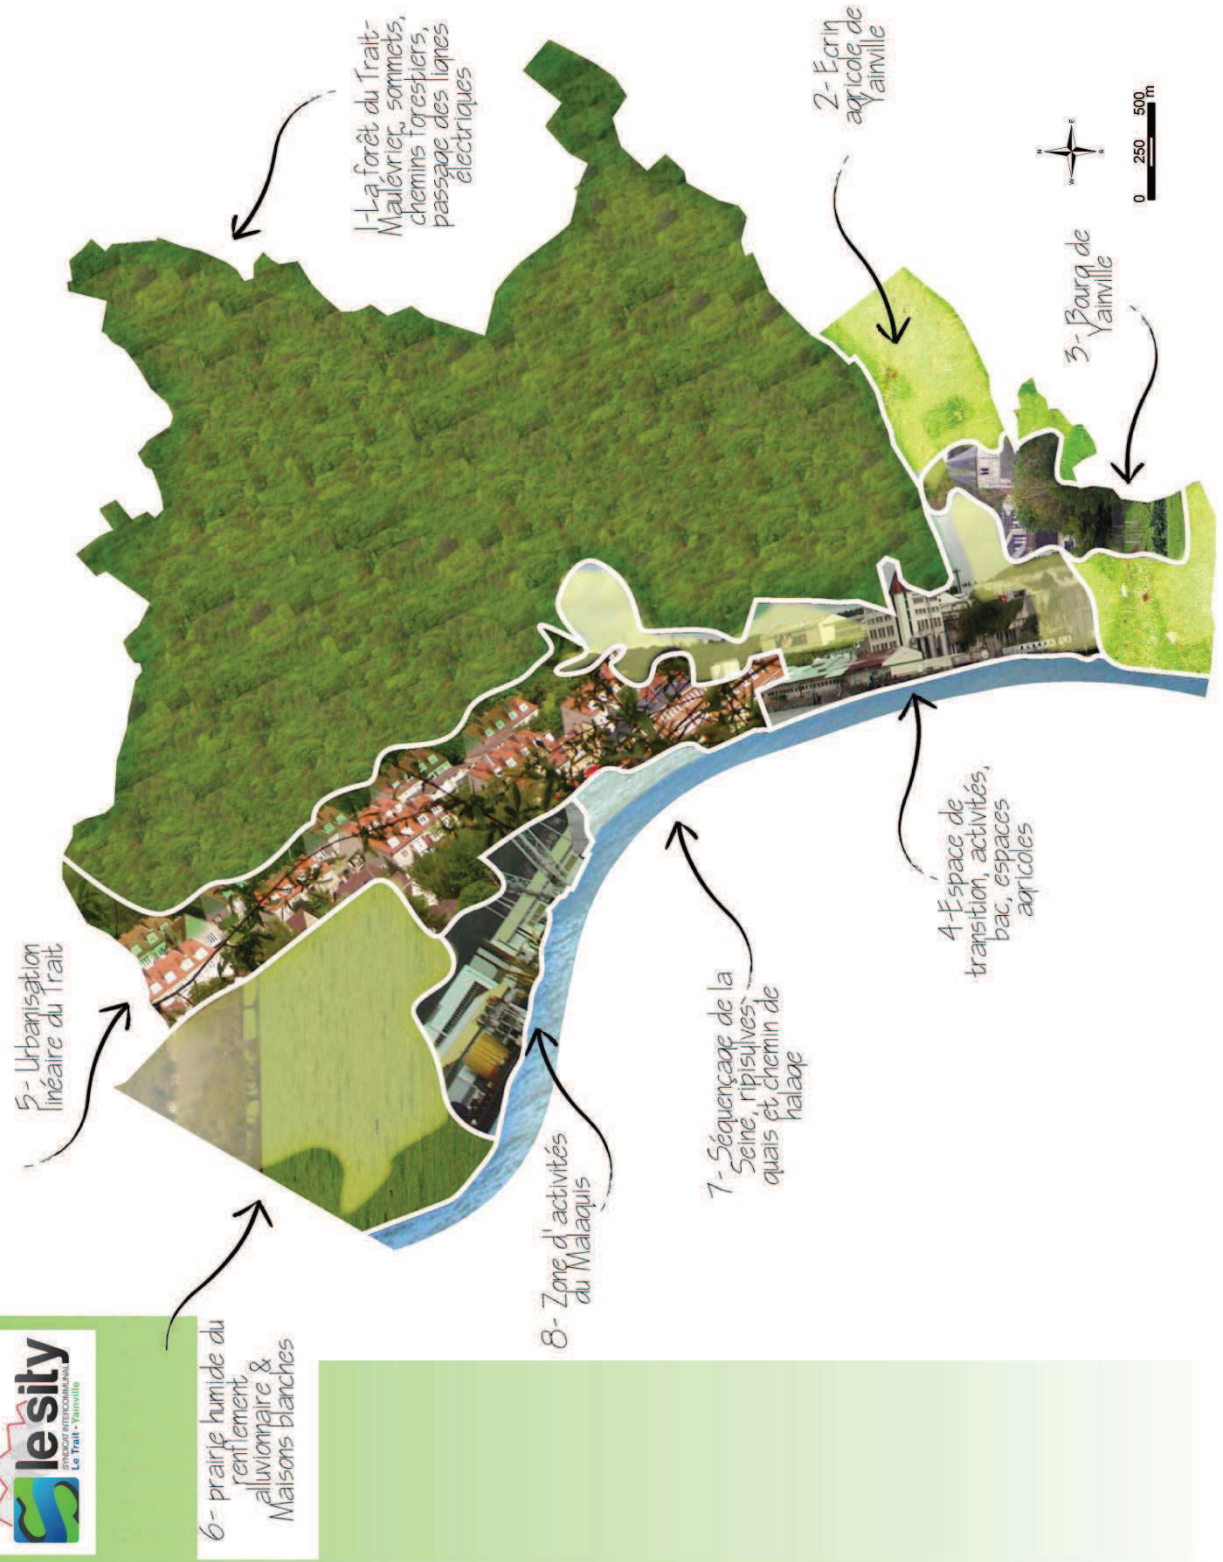 le sity
SYNDICAT INTERCOMMUNAL
Le Trait - Yainville
1-La forêt du Trait-
Maulévrier, sommets,
chemins forestiers,
passage des lignes
électriques
2- Ecrin
agricole de
Yainville
3- Bourg de
Yainville
4-Espace de
transition, activités,
bac, espaces
agricoles
5- Urbanisation
linéaire du Trait
6- prairie humide du
renflement
alluvionnaire &
Maisons blanches
7- Séquençage de la
Seine, ripisylves,
quais et chemin de
halage
8- Zone d'activités
du Malaquis
N
W E
S
0 250 500
m